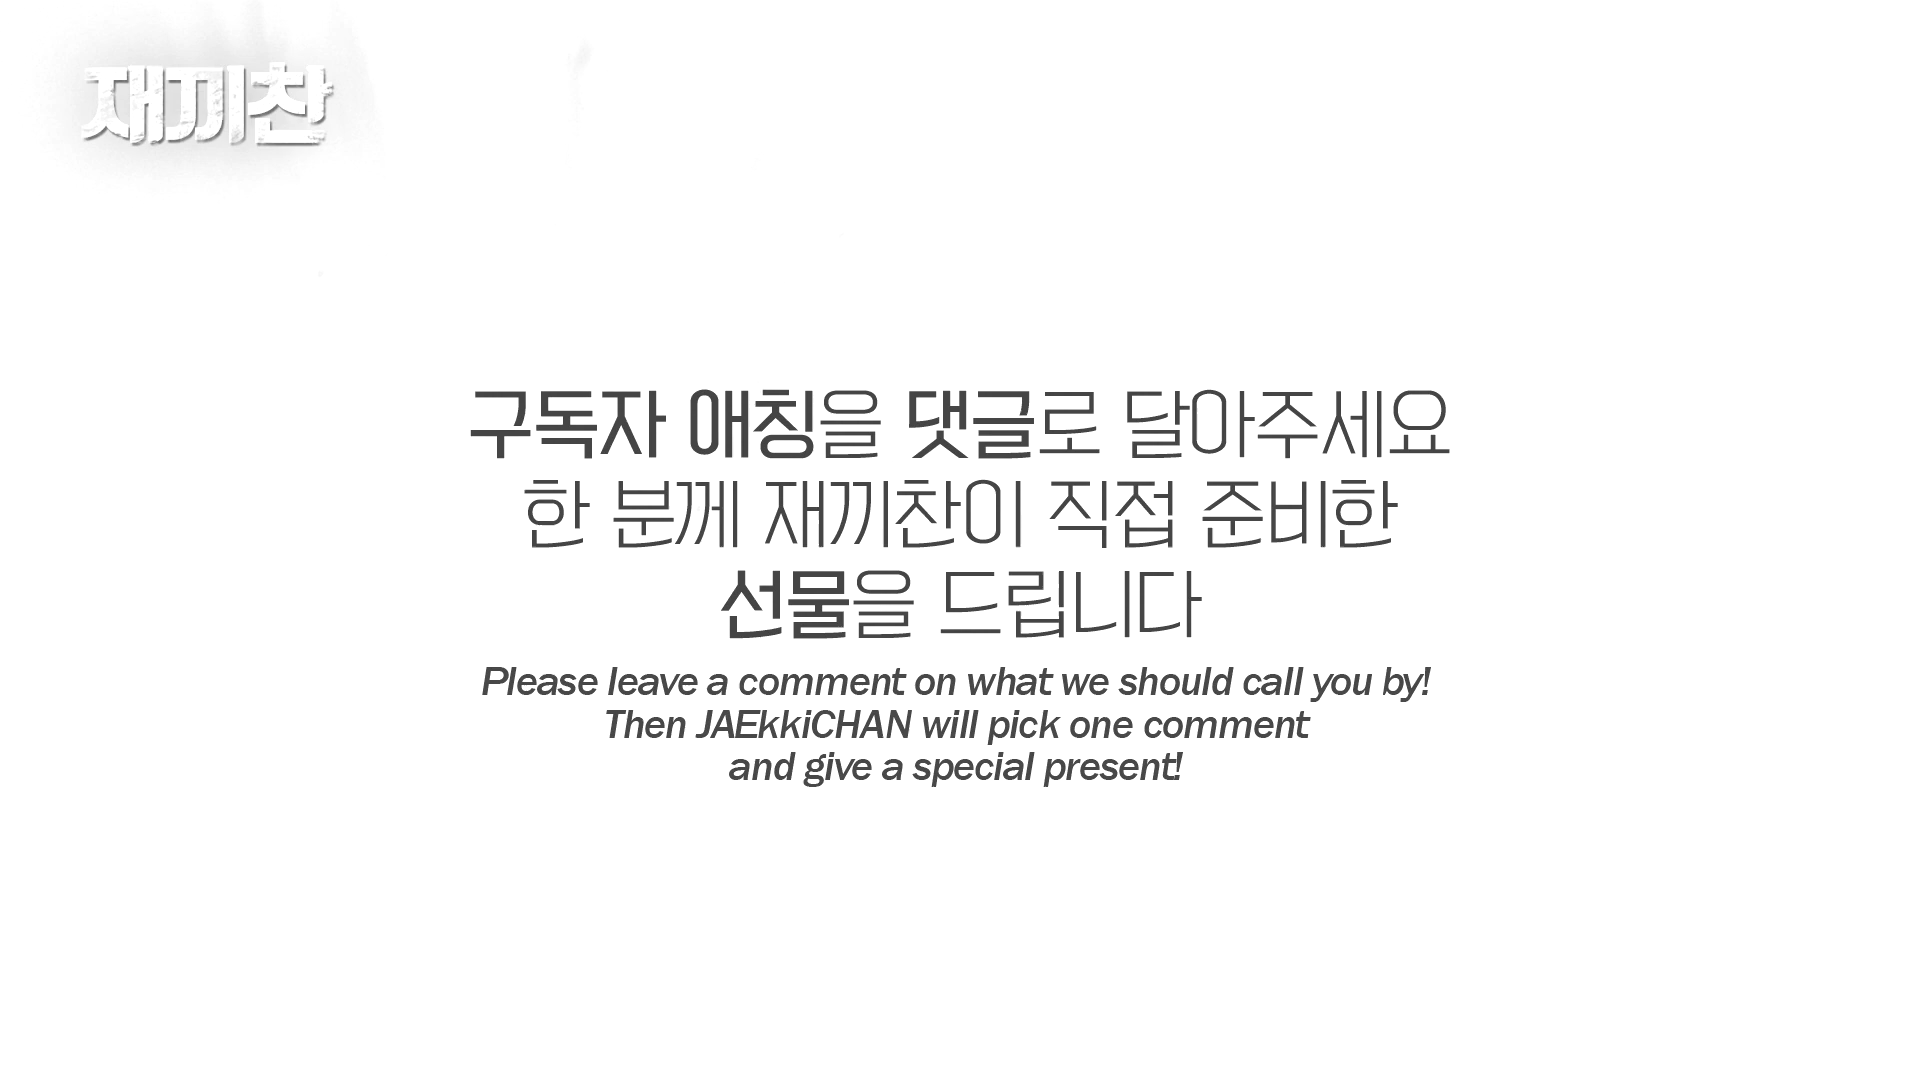 재끼찬
구독자 애칭을 댓글로 달아주세요
한 분께 재끼찬이 직접 준비한
선물을 드립니다
Please leave a comment on what we should call you by!
Then JAEkkiCHAN will pick one comment
and give a special present!